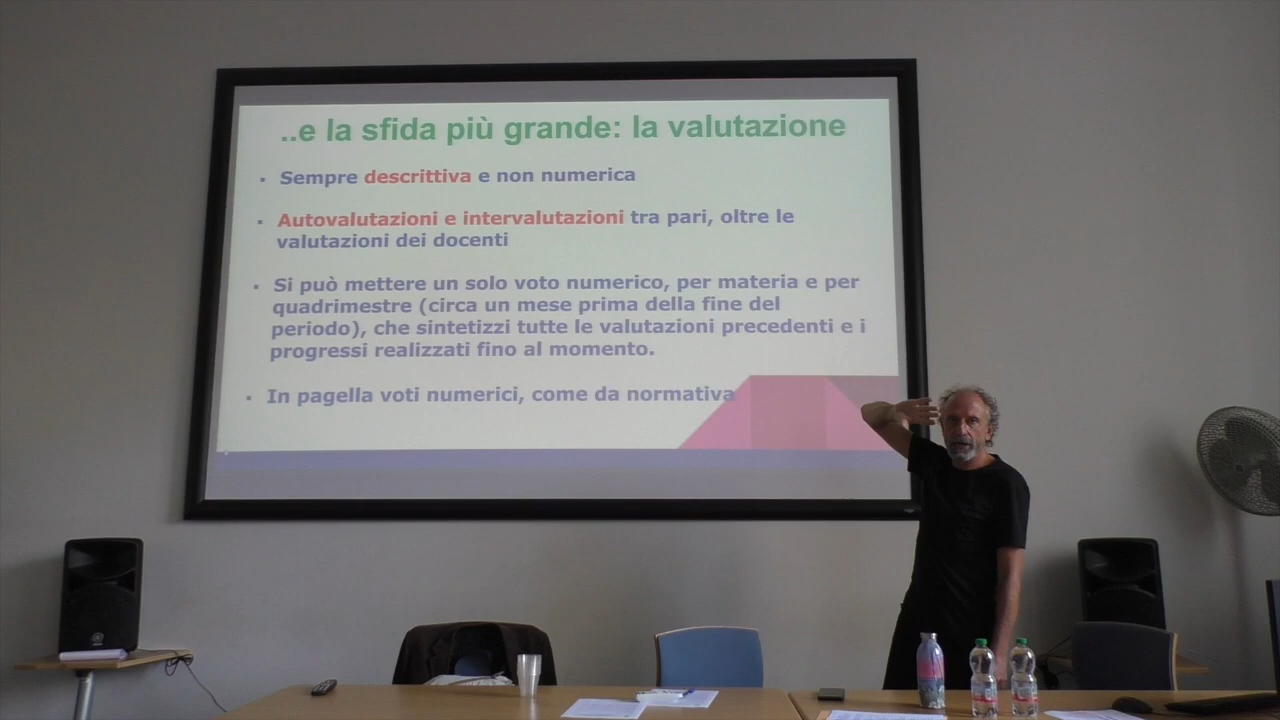 ..e la sfida più grande: la valutazione
Sempre descrittiva e non numerica
Autovalutazioni e intervalutazioni tra pari, oltre le
valutazioni dei docenti
Si può mettere un solo voto numerico, per materia e per
quadrimestre (circa un mese prima della fine del
periodo), che sintetizzi tutte le valutazioni precedenti e i
progressi realizzati fino al momento.
In pagella voti numerici, come da normativa